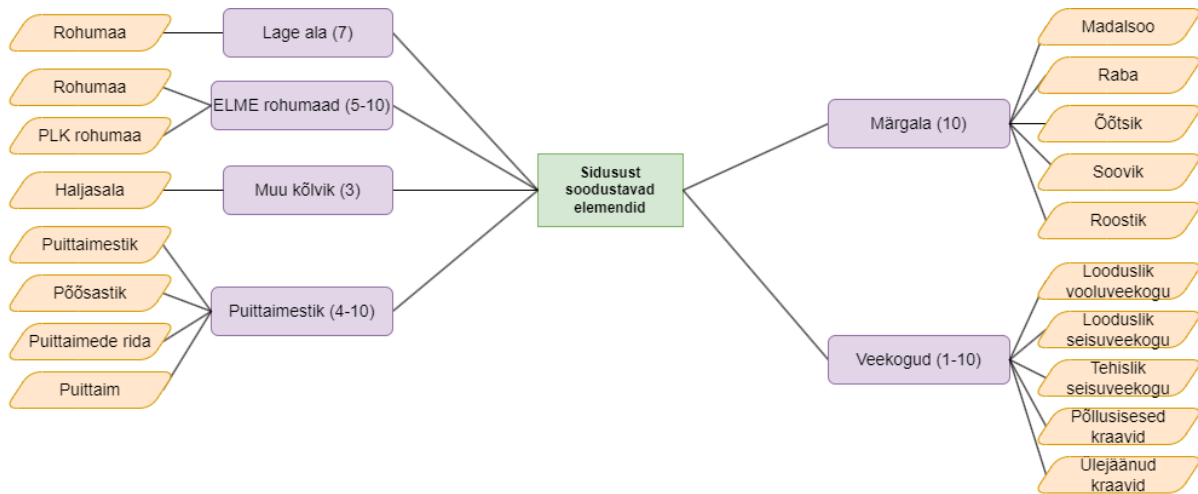 Rohumaa
Lage ala (7)
Rohumaa
PLK rohumaa
ELME rohumaad (5-10)
Haljasala
Muu kõlvik (3)
Puittaimestik
Põõsastik
Puittaimede rida
Puittaim
Puittaimestik (4-10)
Sidusust
soodustavad
elemendid
Märgala (10)
Madalsoo
Raba
Õõtsik
Soovik
Roostik
Veekogud (1-10)
Looduslik
vooluveekogu
Looduslik
seisuveekogu
Tehislik
seisuveekogu
Põllusisesed
kraavid
Ülejäänud
kraavid